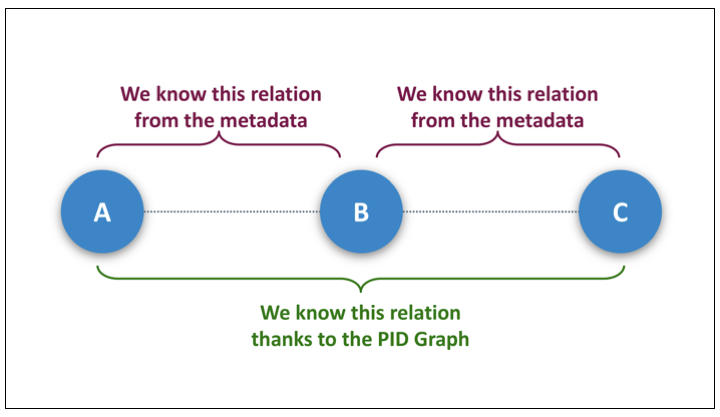 We know this relation
from the metadata
We know this relation
from the metadata
A
B
C
We know this relation
thanks to the PID Graph